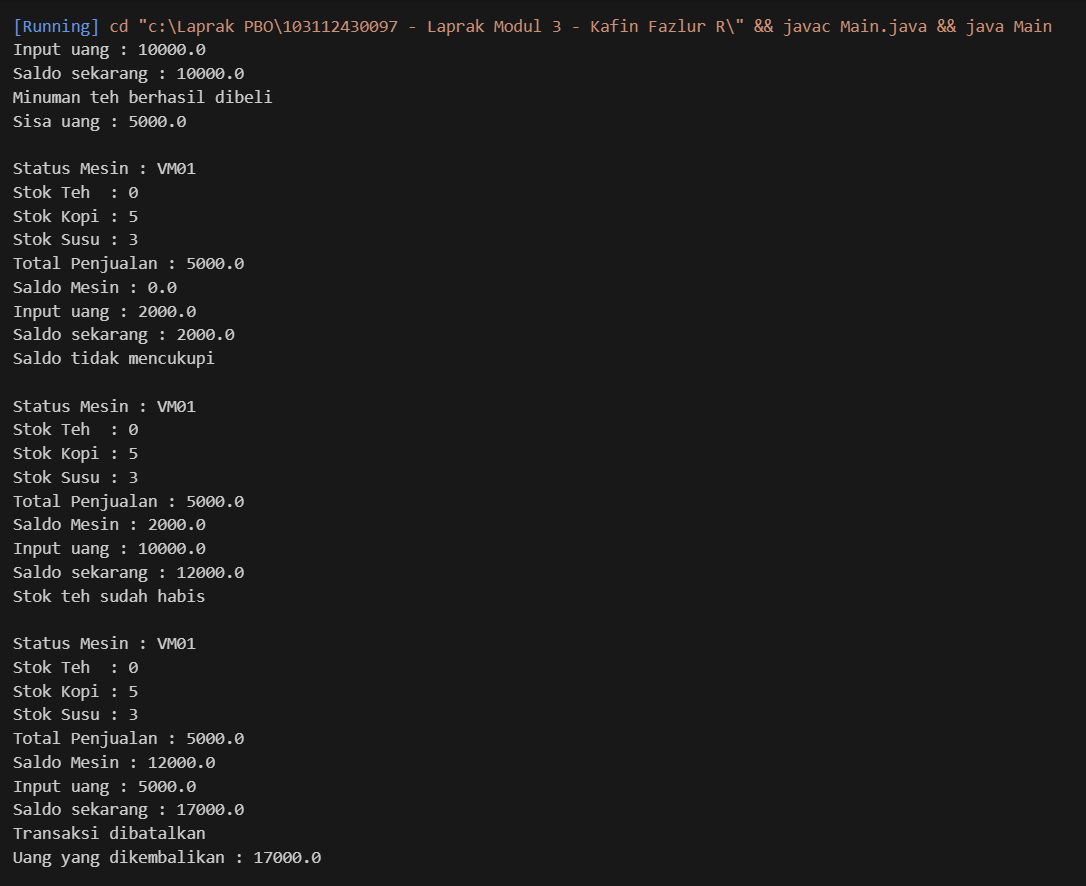 [Running] cd "c:\Laprak PBO\103112430097 - Laprak Modul 3 - Kafin Fazlur R\" && javac Main.java && java Main
Input uang : 10000.0
Saldo sekarang : 10000.0
Minuman teh berhasil dibeli
Sisa uang : 5000.0

Status Mesin : VM01
Stok Teh  : 0
Stok Kopi : 5
Stok Susu : 3
Total Penjualan : 5000.0
Saldo Mesin : 0.0
Input uang : 2000.0
Saldo sekarang : 2000.0
Saldo tidak mencukupi

Status Mesin : VM01
Stok Teh  : 0
Stok Kopi : 5
Stok Susu : 3
Total Penjualan : 5000.0
Saldo Mesin : 2000.0
Input uang : 10000.0
Saldo sekarang : 12000.0
Stok teh sudah habis

Status Mesin : VM01
Stok Teh  : 0
Stok Kopi : 5
Stok Susu : 3
Total Penjualan : 5000.0
Saldo Mesin : 12000.0
Input uang : 5000.0
Saldo sekarang : 17000.0
Transaksi dibatalkan
Uang yang dikembalikan : 17000.0